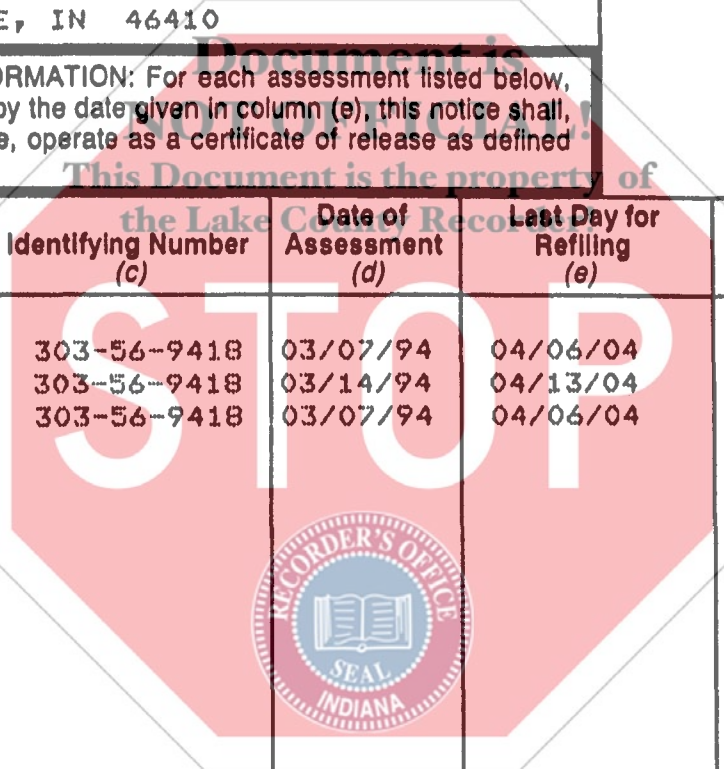 E, IN 46410
Document is
ORMATION: For each assessment listed below,
by the date given in column (e), this notice shall,
NOT OFFICIAL!
e, operate as a certificate of release as defined
This Document is the property of
the Lake County Recorder!
Identifying Number (c) Date of Assessment (d) Last Day for Refiling (e)
303-56-9418 03/07/94 04/06/04
303-56-9418 03/14/94 04/13/04
303-56-9418 03/07/94 04/06/04
STOP
RECORDER'S OFFICE
SEAL
INDIANA